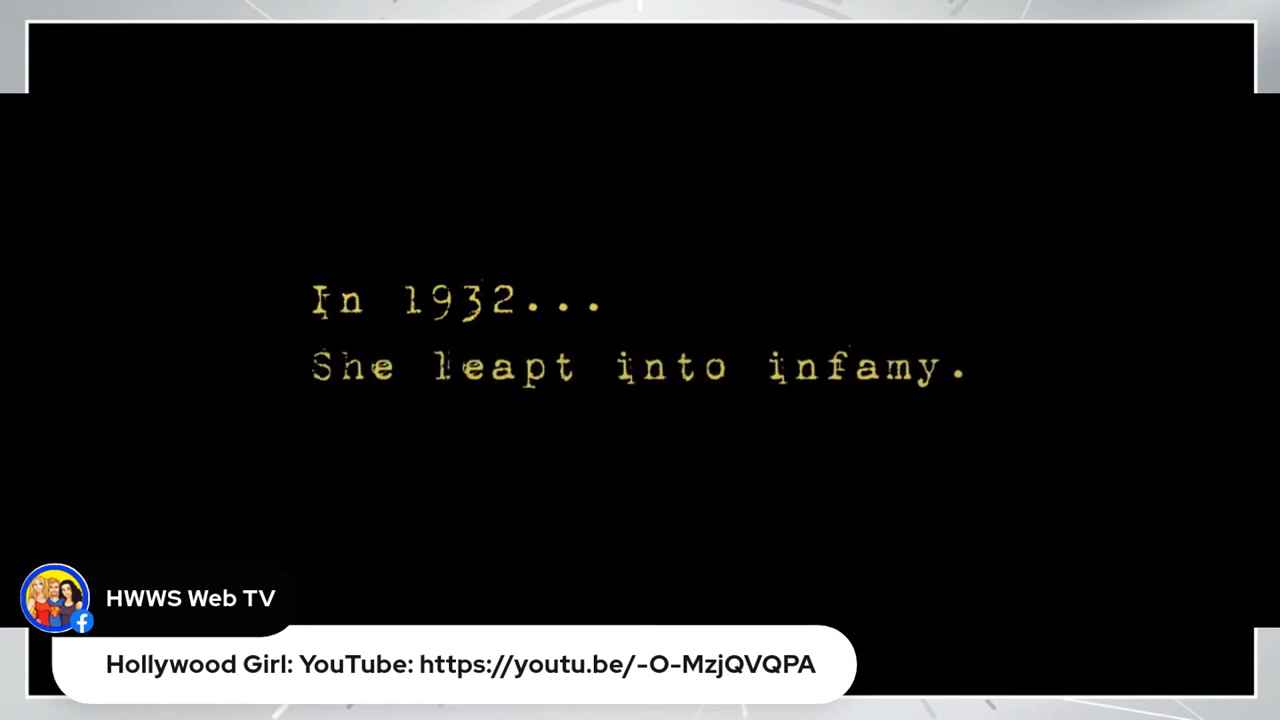 In 1932...
She leapt into infamy.
HWWS Web TV
Hollywood Girl: YouTube: https://youtu.be/-O-MzjQVQPA